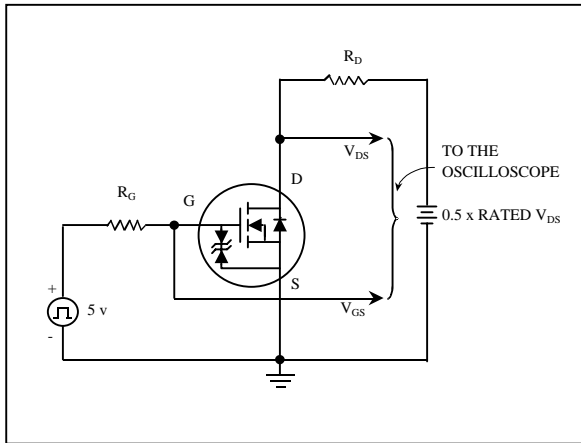 R_D
V_DS
TO THE
OSCILLOSCOPE
D
R_G
G
0.5 x RATED V_DS
S
+
5 v
V_GS
-